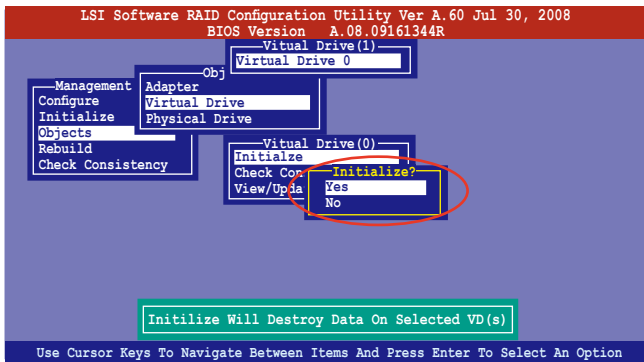 LSI Software RAID Configuration Utility Ver A.60 Jul 30, 2008
BIOS Version A.08.09161344R
Vitual Drive(1)
Virtual Drive 0
Obj
Adapter
Virtual Drive
Physical Drive
Management
Configure
Initialize
Objects
Rebuild
Check Consistency
Vitual Drive(0)
Initialze
Check Con
View/Upda
Initialize?
Yes
No
Initilize Will Destroy Data On Selected VD(s)
Use Cursor Keys To Navigate Between Items And Press Enter To Select An Option